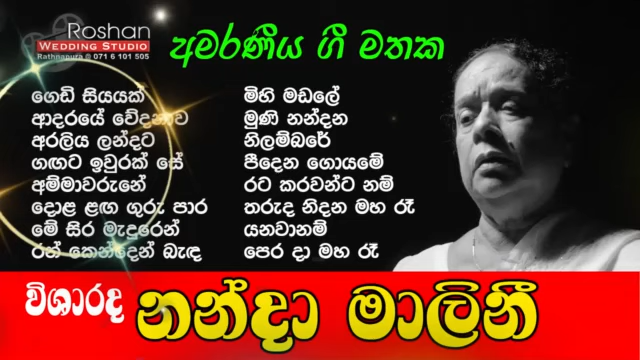 Roshan
WEDDING STUDIO
Rathnapura @ 071 6 101 505
අමරණීය ගී මතක
ගෙඩි සියයක්
ආදරයේ වේදනාව
අරලිය ලන්දට
ගඟට ඉවුරක් සේ
අම්මාවරුනේ
දොළ ළඟ ගුරු පාර
මේ සිර මැදුරෙන්
රන් කෙන්දෙන් බැඳ
මිහි මඩලේ
මුණි නන්දන
නිලම්බරේ
පීදෙන ගොයමේ
රට කරවන්ට නම්
තරුද නිදන මහ රෑ
යනවානම්
පෙර දා මහ රෑ
විශාරද නන්දා මාලිනී